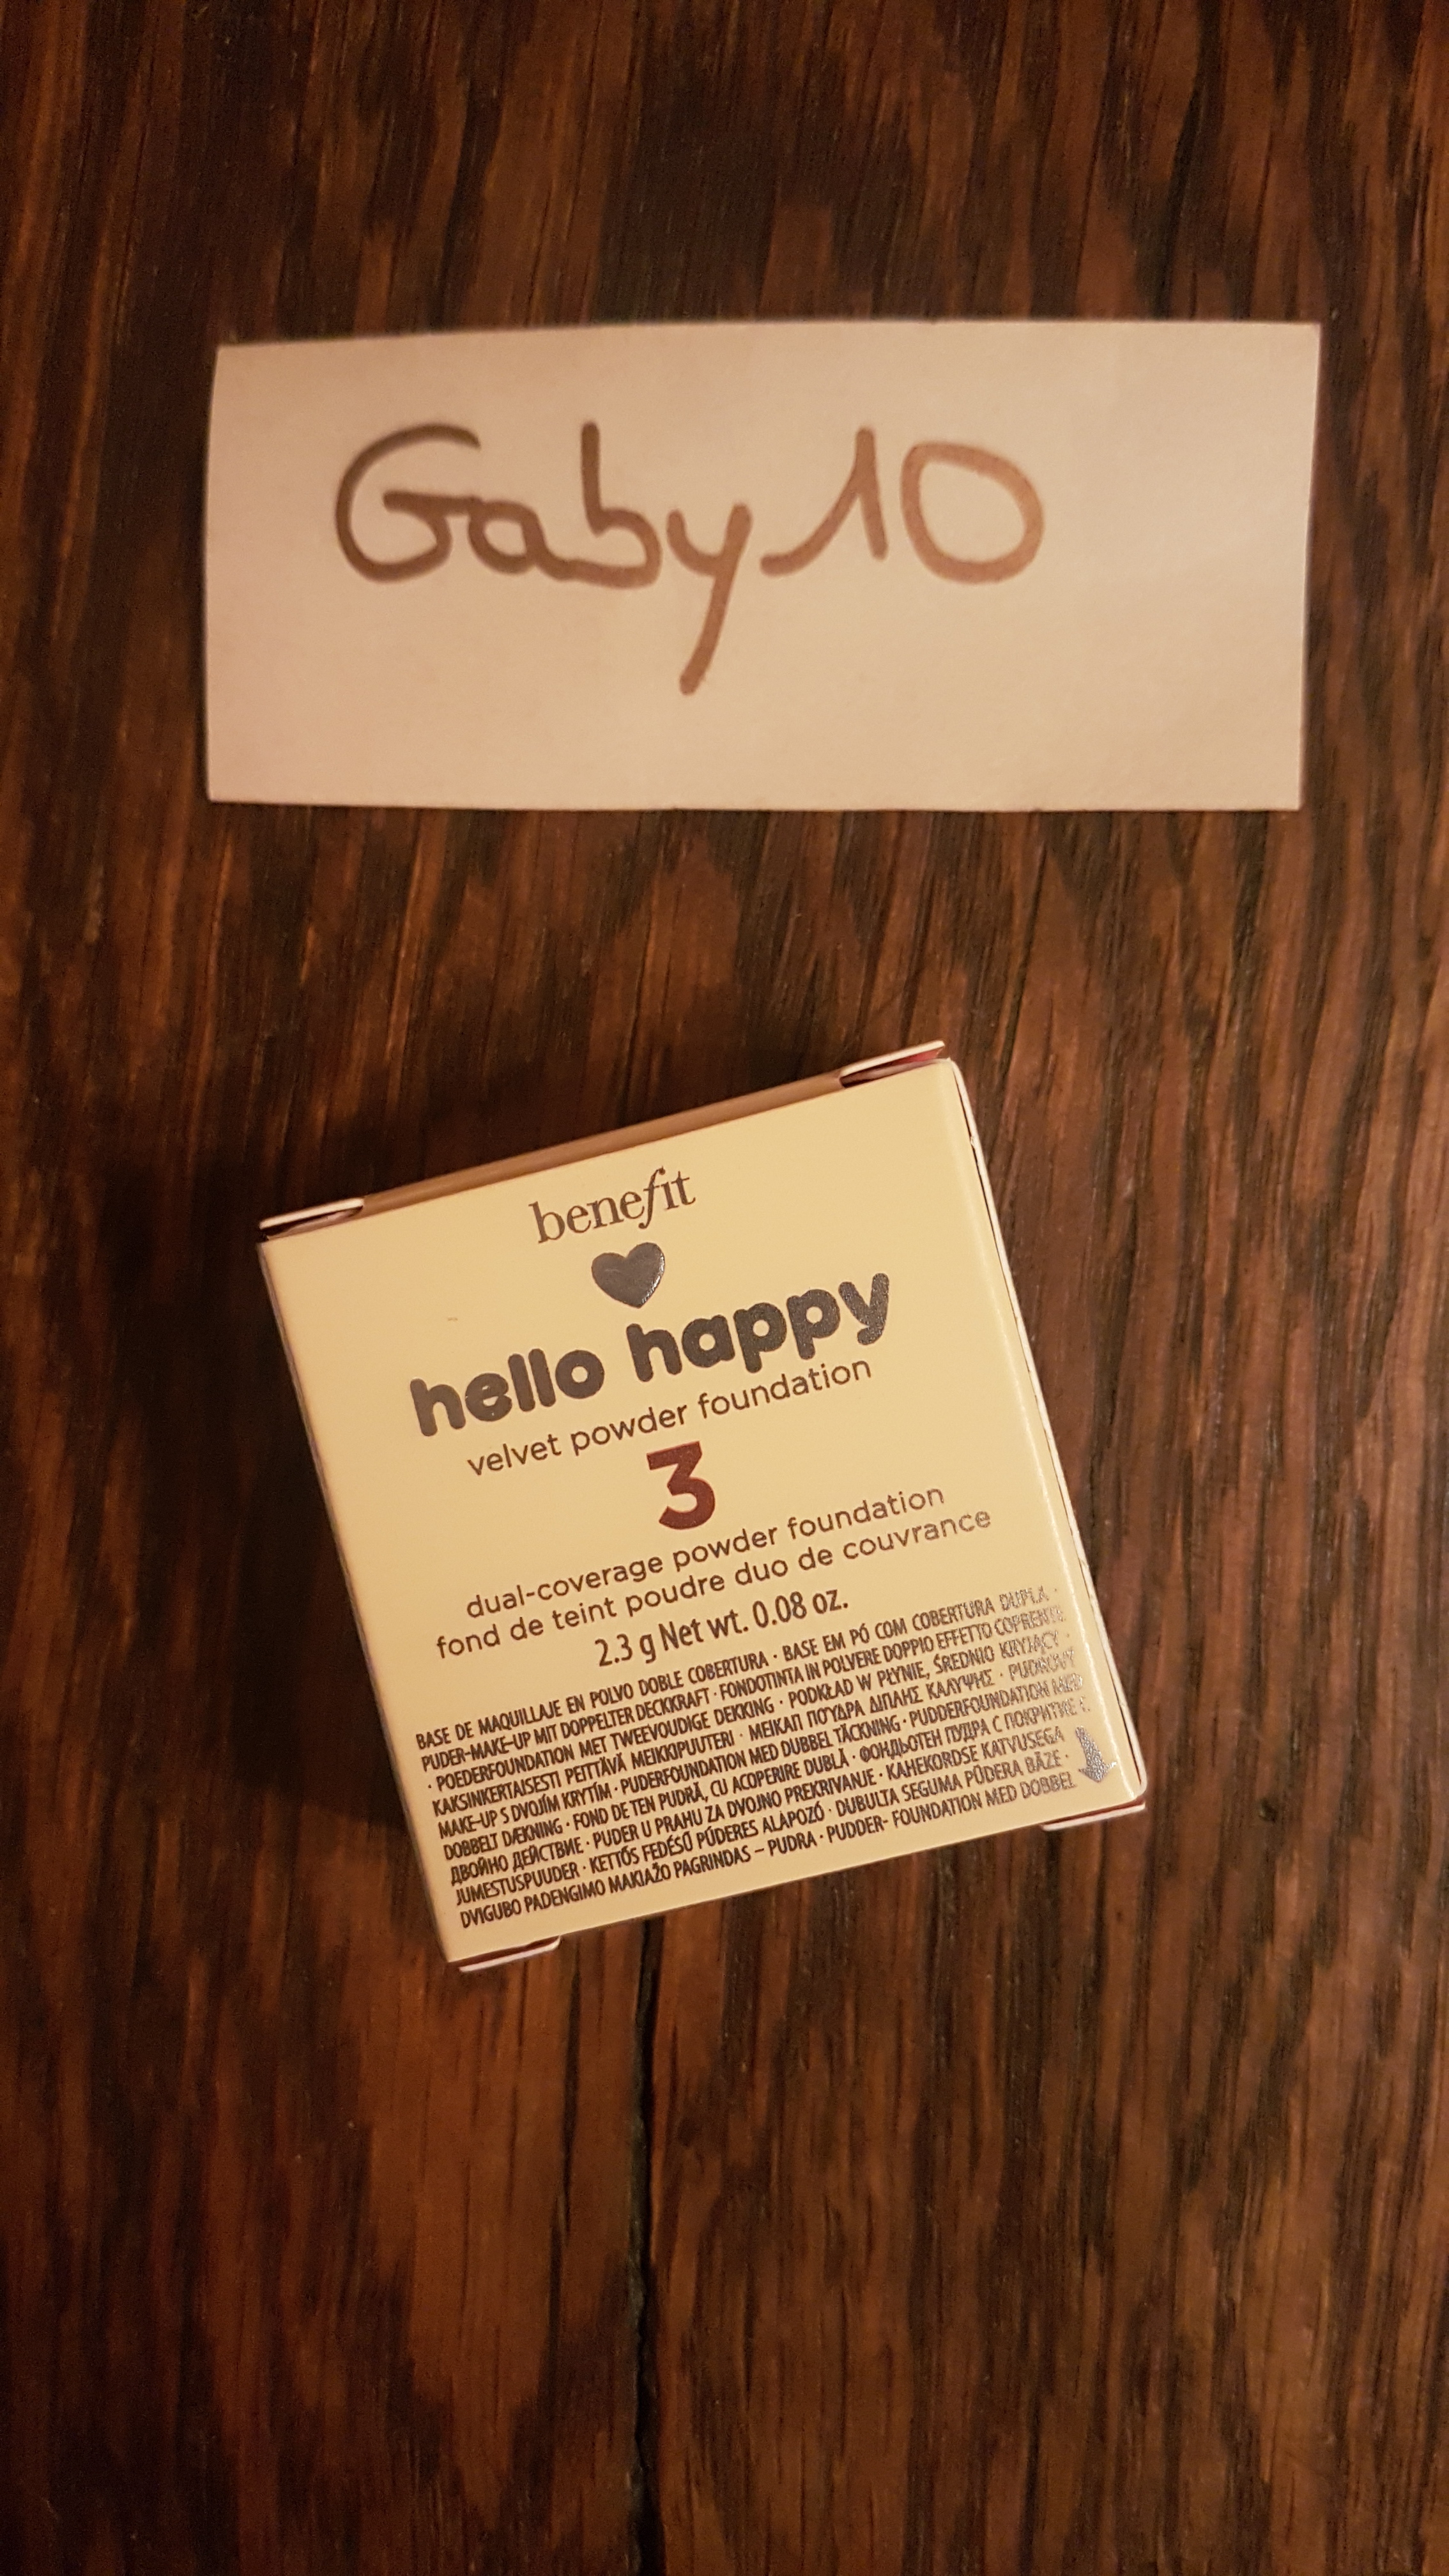 Gaby10
benefit
hello happy
velvet powder foundation
3
dual-coverage powder foundation
fond de teint poudre duo de couvrance
2.3 g Net wt. 0.08 oz.
BASE DE MAQUILLAJE EN POLVO DOBLE COBERTURA · BASE EM PÓ COM COBERTURA DUPLA ·
PUDER-MAKE-UP MIT DOPPELTER DECKKRAFT · FONDOTINTA IN POLVERE DOPPIO EFFETTO COPRENTE
· POEDERFOUNDATION MET TWEEVOUDIGE DEKKING · PODKŁAD W PŁYNIE, ŚREDNIO KRYJĄCY ·
KAKSINKERTAISESTI PEITTÄVÄ MEIKKIPUUTERI · ΜΕΙΚΑΠ ΠΟΎΔΡΑ ΔΙΠΛΗΣ ΚΑΛΥΨΗΣ · PUDROVÝ
MAKE-UP S DVOJÍM KRYTÍM · PUDERFOUNDATION MED DUBBEL TÄCKNING · PUDDERFOUNDATION MED
DOBBELT DÆKNING · FOND DE TEN PUDRĂ, CU ACOPERIRE DUBLĂ · ФОНДЬОТЕН ПУДРА С ПОКРИТИЕ С
ДВОЙНО ДЕЙСТВИЕ · PUDER U PRAHU ZA DVOJNO PREKRIVANJE · KAHEKORDSE KATVUSEGA
JUMESTUSPUUDER · KETTŐS FEDÉSŰ PÚDERES ALAPOZÓ · DUBULTA SEGUMA PŪDERA BĀZE ·
DVIGUBO PADENGIMO MAKIAŽO PAGRINDAS – PUDRA · PUDDER- FOUNDATION MED DOBBEL